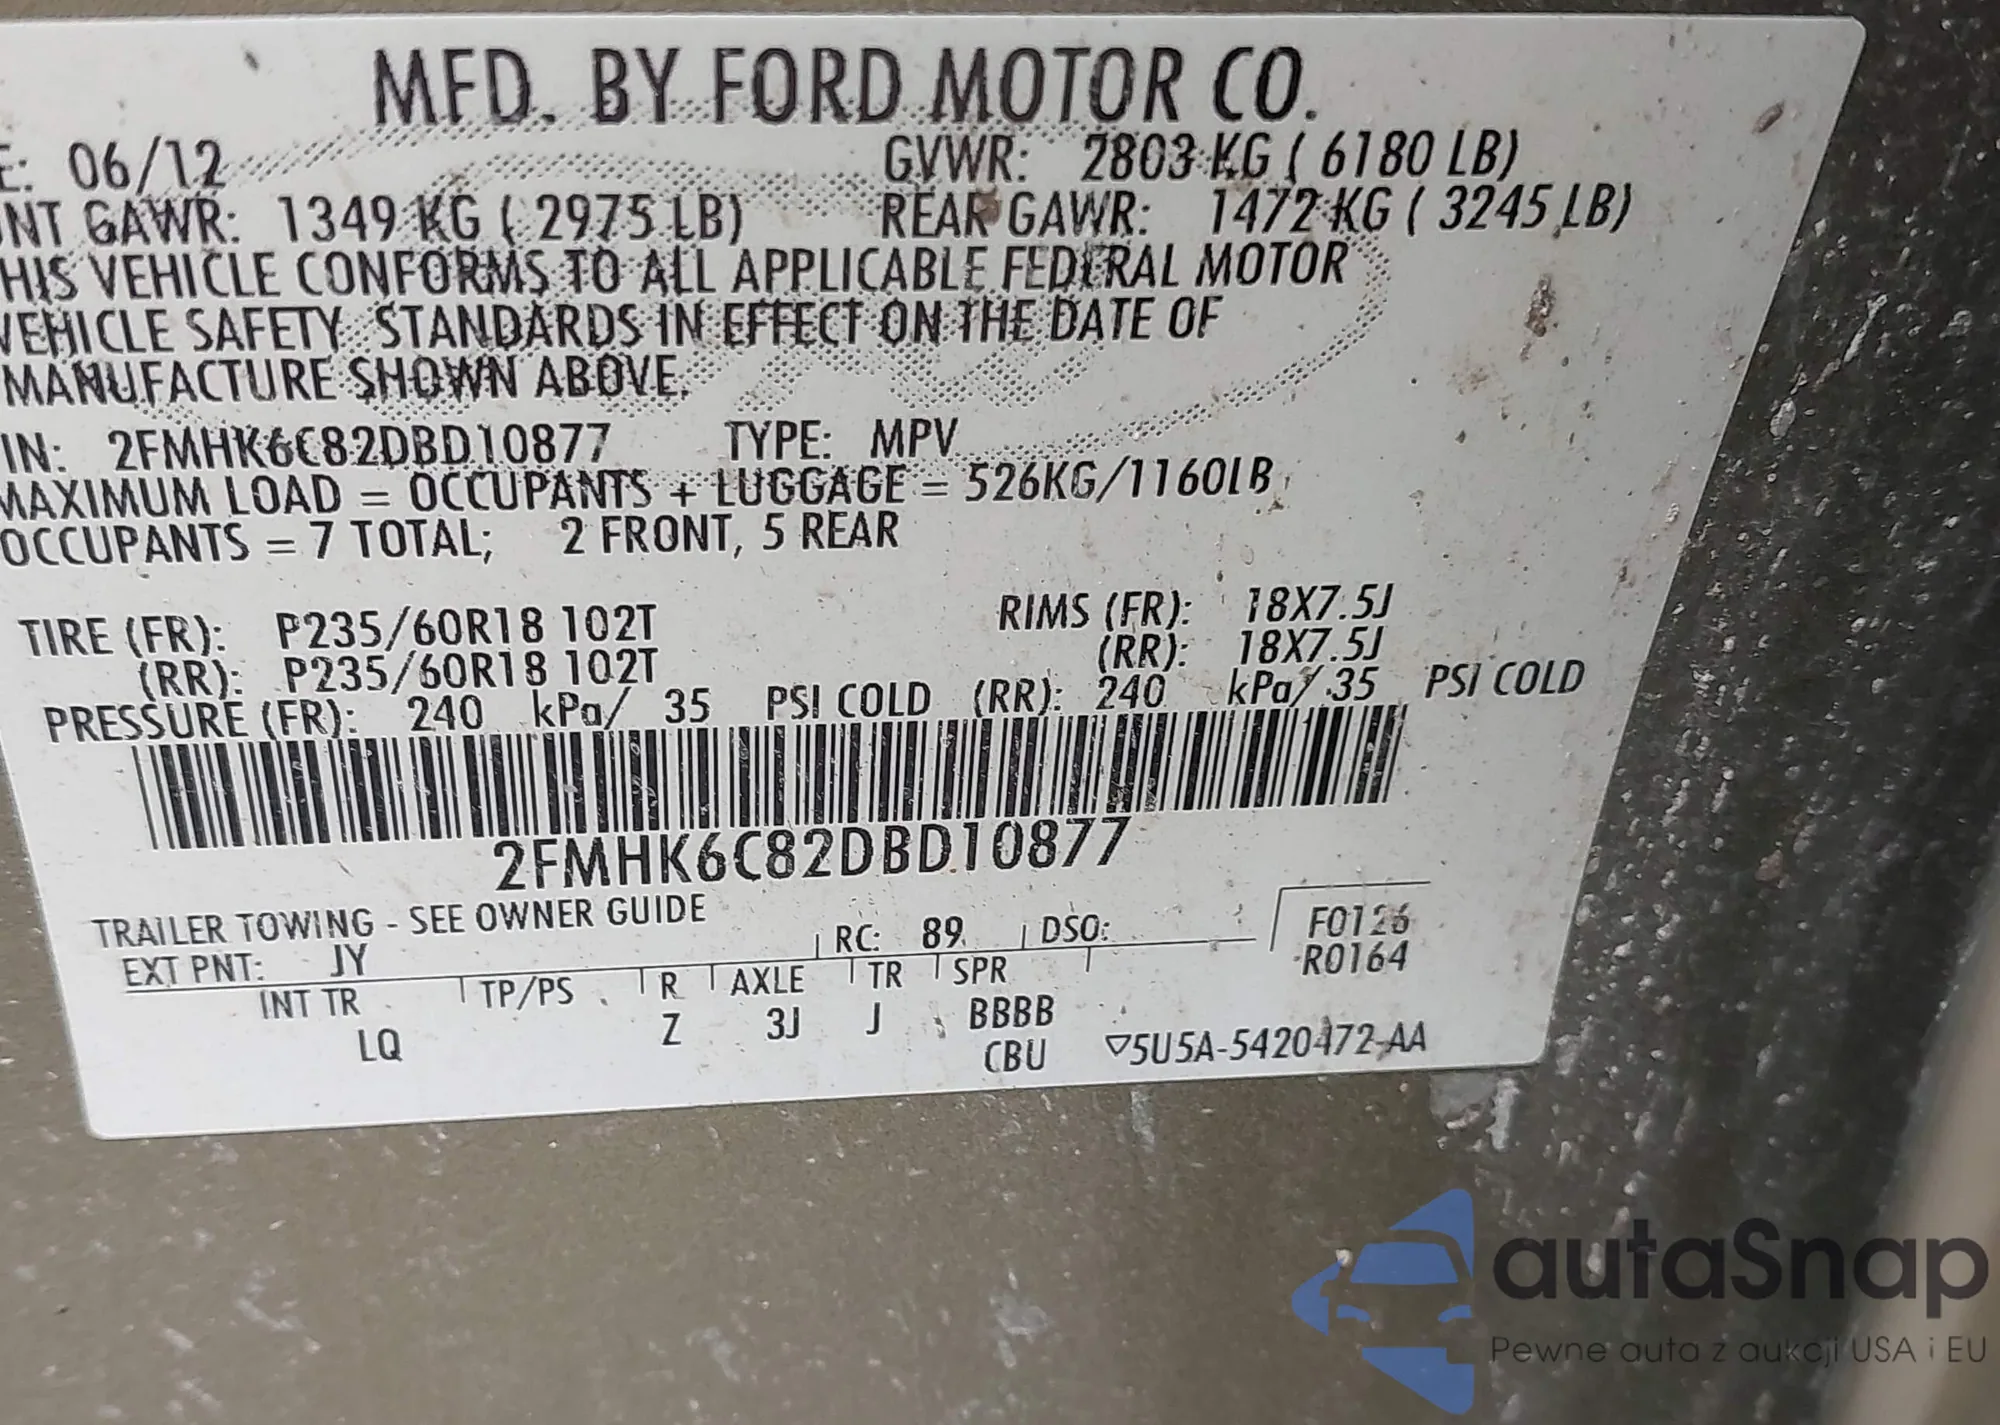 MFD. BY FORD MOTOR CO.
E: 06/12 GVWR: 2803 KG ( 6180 LB)
NT GAWR: 1349 KG ( 2975 LB) REAR GAWR: 1472 KG ( 3245 LB)
HIS VEHICLE CONFORMS TO ALL APPLICABLE FEDERAL MOTOR
VEHICLE SAFETY STANDARDS IN EFFECT ON THE DATE OF
MANUFACTURE SHOWN ABOVE.
IN: 2FMHK6C82DBD10877 TYPE: MPV
MAXIMUM LOAD = OCCUPANTS + LUGGAGE = 526KG/1160LB
OCCUPANTS = 7 TOTAL; 2 FRONT, 5 REAR
TIRE (FR): P235/60R18 102T RIMS (FR): 18X7.5J
(RR): P235/60R18 102T (RR): 18X7.5J
PRESSURE (FR): 240 kPa/ 35 PSI COLD (RR): 240 kPa/ 35 PSI COLD
2FMHK6C82DBD10877
TRAILER TOWING - SEE OWNER GUIDE
RC: 89 DSO: F0126
EXT PNT: JY R0164
INT TR TP/PS R AXLE TR SPR
LQ Z 3J J BBBB
CBU ▽5U5A-5420472-AA
autoSnap
Pewne auta z aukcji USA i EU